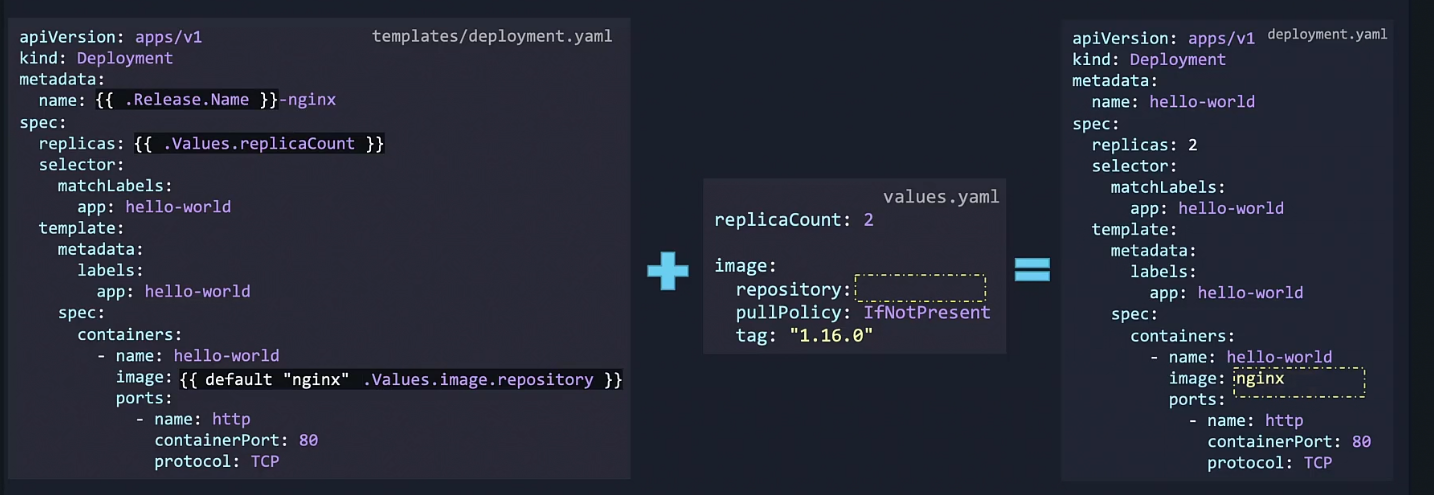 templates/deployment.yaml
apiVersion: apps/v1
kind: Deployment
metadata:
  name: {{ .Release.Name }}-nginx
spec:
  replicas: {{ .Values.replicaCount }}
  selector:
    matchLabels:
      app: hello-world
  template:
    metadata:
      labels:
        app: hello-world
    spec:
      containers:
        - name: hello-world
          image: {{ default "nginx" .Values.image.repository }}
          ports:
            - name: http
              containerPort: 80
              protocol: TCP
values.yaml
replicaCount: 2
image:
  repository:
  pullPolicy: IfNotPresent
  tag: "1.16.0"
deployment.yaml
apiVersion: apps/v1
kind: Deployment
metadata:
  name: hello-world
spec:
  replicas: 2
  selector:
    matchLabels:
      app: hello-world
  template:
    metadata:
      labels:
        app: hello-world
    spec:
      containers:
        - name: hello-world
          image: nginx
          ports:
            - name: http
              containerPort: 80
              protocol: TCP